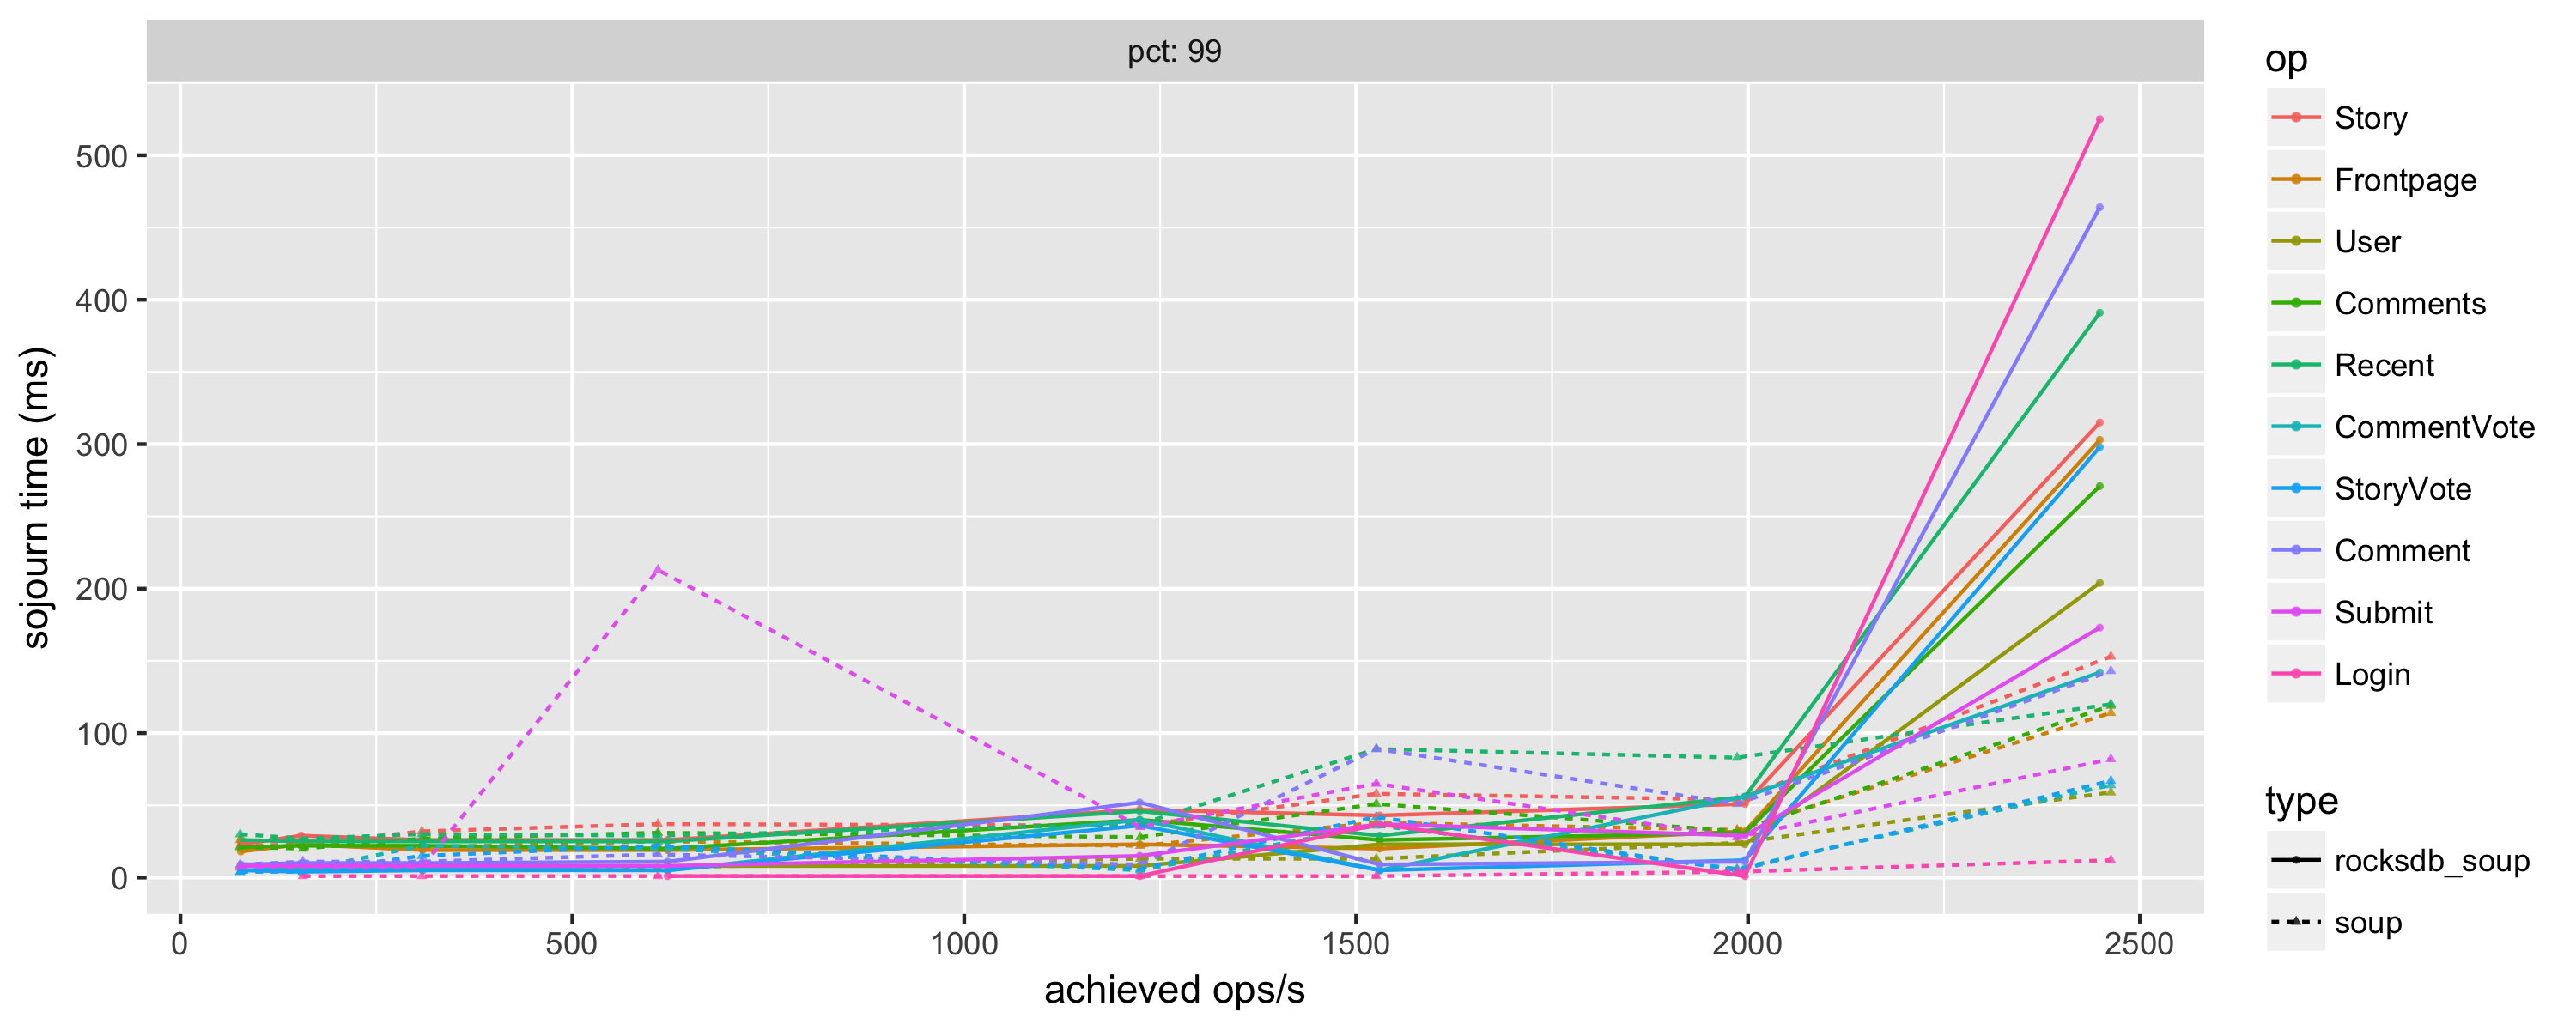 pct: 99
500
400
300
200
100
0
sojourn time (ms)
0 500 1000 1500 2000 2500
achieved ops/s
op
Story
Frontpage
User
Comments
Recent
CommentVote
StoryVote
Comment
Submit
Login
type
rocksdb_soup
soup